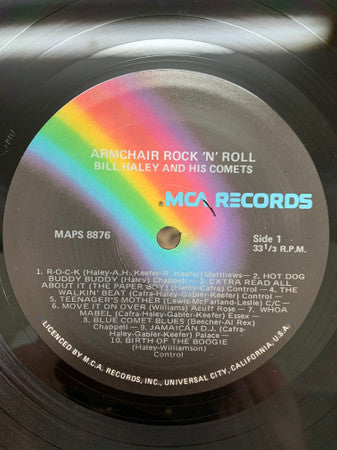 ARMCHAIR ROCK 'N' ROLL
BILL HALEY AND HIS COMETS
® MCA RECORDS
MAPS 8876
Side 1
33 1/3 R.P.M.
1. R-O-C-K (Haley-A.H. Keefer-R. Keefer) Matthews— 2. HOT DOG
BUDDY BUDDY (Haley) Chappell— 3. EXTRA READ ALL
ABOUT IT (THE PAPER BOY) (Haley-Cafra) Control — 4. THE
WALKIN' BEAT (Cafra-Haley-Gabler-Keefer) Control —
5. TEENAGER'S MOTHER (Lewis-McFarland-Leslie) C/C —
6. MOVE IT ON OVER (Williams) Acuff Rose — 7. WHOA
MABEL (Cafra-Haley-Gabler-Keefer) Essex —
8. BLUE COMET BLUES (Beecher-Al Rex)
Chappell — 9. JAMAICAN D.J. (Cafra-
Haley-Gabler-Keefer) Palace —
10. BIRTH OF THE BOOGIE
(Haley-Williamson)
Control
LICENCED BY M.C.A. RECORDS, INC., UNIVERSAL CITY, CALIFORNIA, U.S.A.